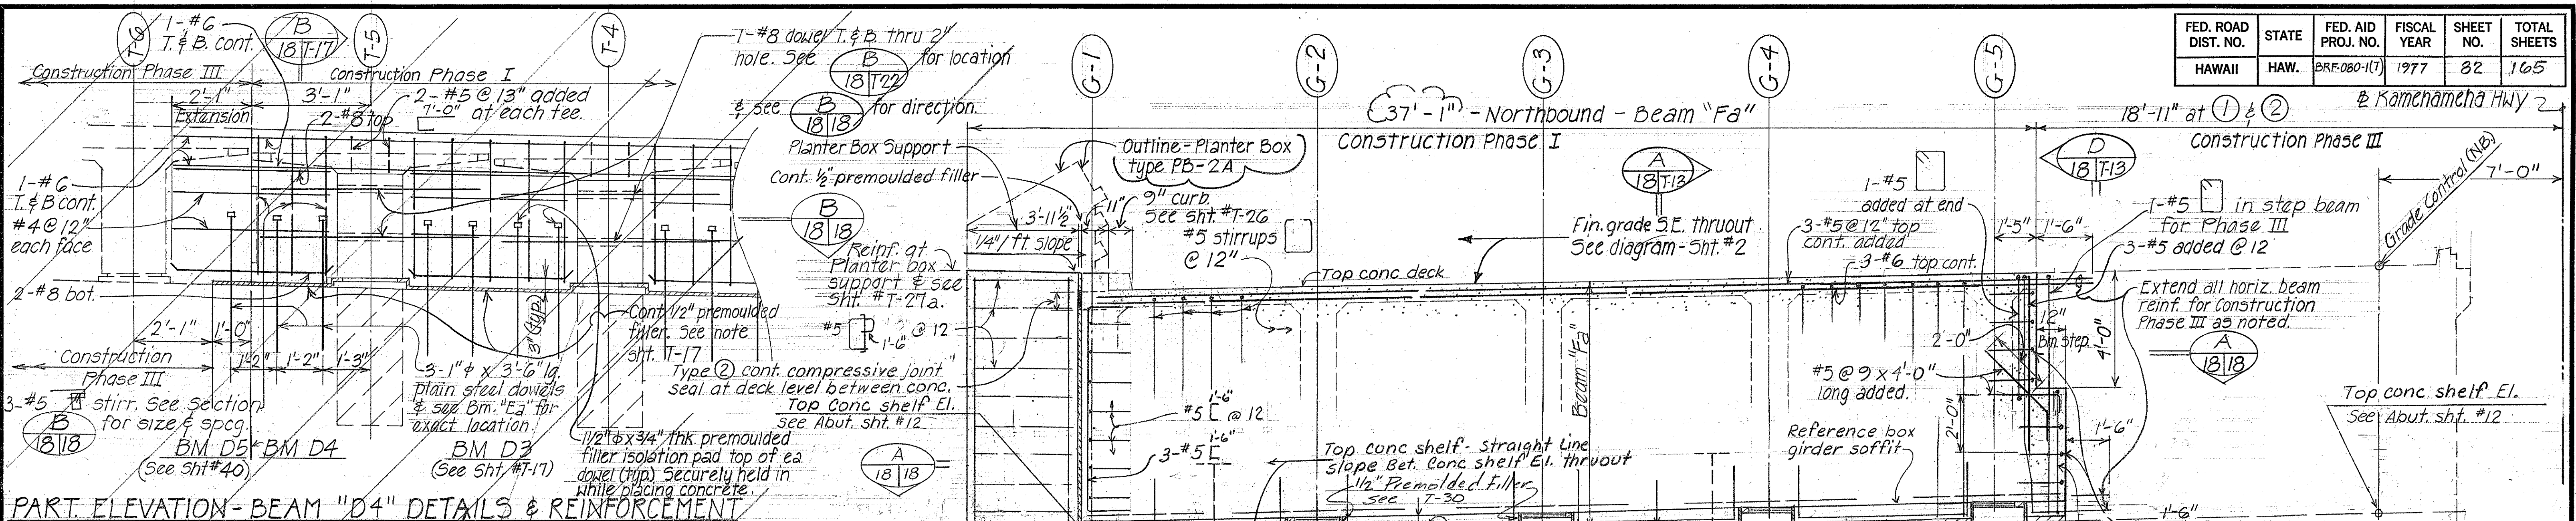 1-#6
T. & B. cont.
B
18 T-17
T-6
T-5
T-4
Construction Phase III
Construction Phase I
2'-1"
Extension
3'-1"
2-#5 @ 13" added
7'-0" at each tee.
2-#8 top
1-#8 dowel T. & B. thru 2"
hole. See
B
18 T22
for location
& see
B
18 18
for direction.
1-#6
T. & B cont.
#4 @ 12"
each face
2-#8 bot.
2'-1"
1'-0"
1'-2"
1'-2"
1'-3"
3" (typ)
Construction
Phase III
3-#5
stirr. See Section
B
18 18
for size & spcg.
BM D5
BM D4
(See Sht#40)
BM D3
(See Sht #T-17)
3-1"ϕ x 3'-6" lg.
plain steel dowels
& see Bm. "Ea" for
exact location.
Cont 1/2" premoulded
filler. See note
sht. T-17
1 1/2"ϕ x 3/4" thk. premoulded
filler isolation pad top of ea.
dowel (typ) Securely held in
while placing concrete.
PART. ELEVATION - BEAM "D4" DETAILS & REINFORCEMENT
G-1
G-2
G-3
G-4
G-5
37'-1" - Northbound - Beam "Fa"
Construction Phase I
18'-11" at 1 & 2
Construction Phase III
Planter Box Support
Outline - Planter Box
type PB-2A
Cont. 1/2" premoulded filler
B
18 18
3'-11 1/2"
11"
1/4" / ft. slope
9" curb.
See sht. #T-26
#5 stirrups
@ 12"
Reinf. at
Planter box
support & see
Sht. #T-27a.
#5
1'-6"
@ 12
Type 2 cont. compressive joint
seal at deck level between conc.
Top Conc shelf El.
see Abut. sht. #12
A
18 18
Top conc deck
A
18 T-13
Fin. grade S.E. thruout
See diagram - Sht. #2
1-#5
added at end
3-#5 @ 12" top
cont. added
3-#6 top cont.
Beam "Fa"
1'-6"
#5 [ @ 12
1'-6"
3-#5 [
Top conc shelf - Straight Line
slope Bet. Conc shelf El. thruout
1/2" Premolded Filler
See T-30
D
18 T-13
1'-5"
1'-6"
1-#5
in step beam
for Phase III
3-#5 added @ 12
Extend all horiz. beam
reinf. for Construction
Phase III as noted.
A
18 18
12"
Bm. step
4'-0"
2'-0"
#5 @ 9 x 4'-0"
long added.
2'-0"
Reference box
girder soffit
1'-6"
1'-6"
Top conc shelf El.
See Abut. sht. #12
Grade Control (N.B.)
7'-0"
℄ Kamehameha Hwy
FED. ROAD DIST. NO.
STATE
FED. AID PROJ. NO.
FISCAL YEAR
SHEET NO.
TOTAL SHEETS
HAWAII
HAW.
BRF-080-1(7)
1977
82
165